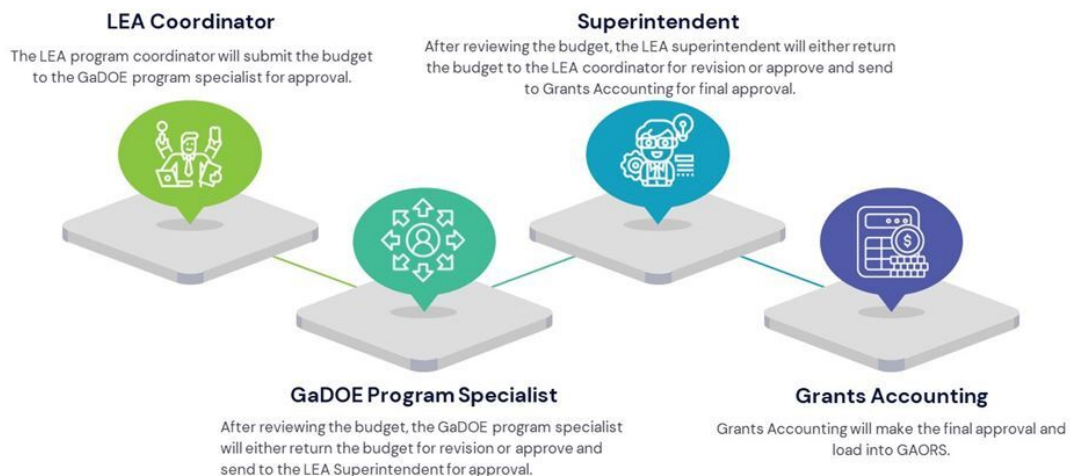 LEA Coordinator
The LEA program coordinator will submit the budget
to the GaDOE program specialist for approval.
Superintendent
After reviewing the budget, the LEA superintendent will either return
the budget to the LEA coordinator for revision or approve and send
to Grants Accounting for final approval.
$
GaDOE Program Specialist
After reviewing the budget, the GaDOE program specialist
will either return the budget for revision or approve and
send to the LEA Superintendent for approval.
Grants Accounting
Grants Accounting will make the final approval and
load into GAORS.